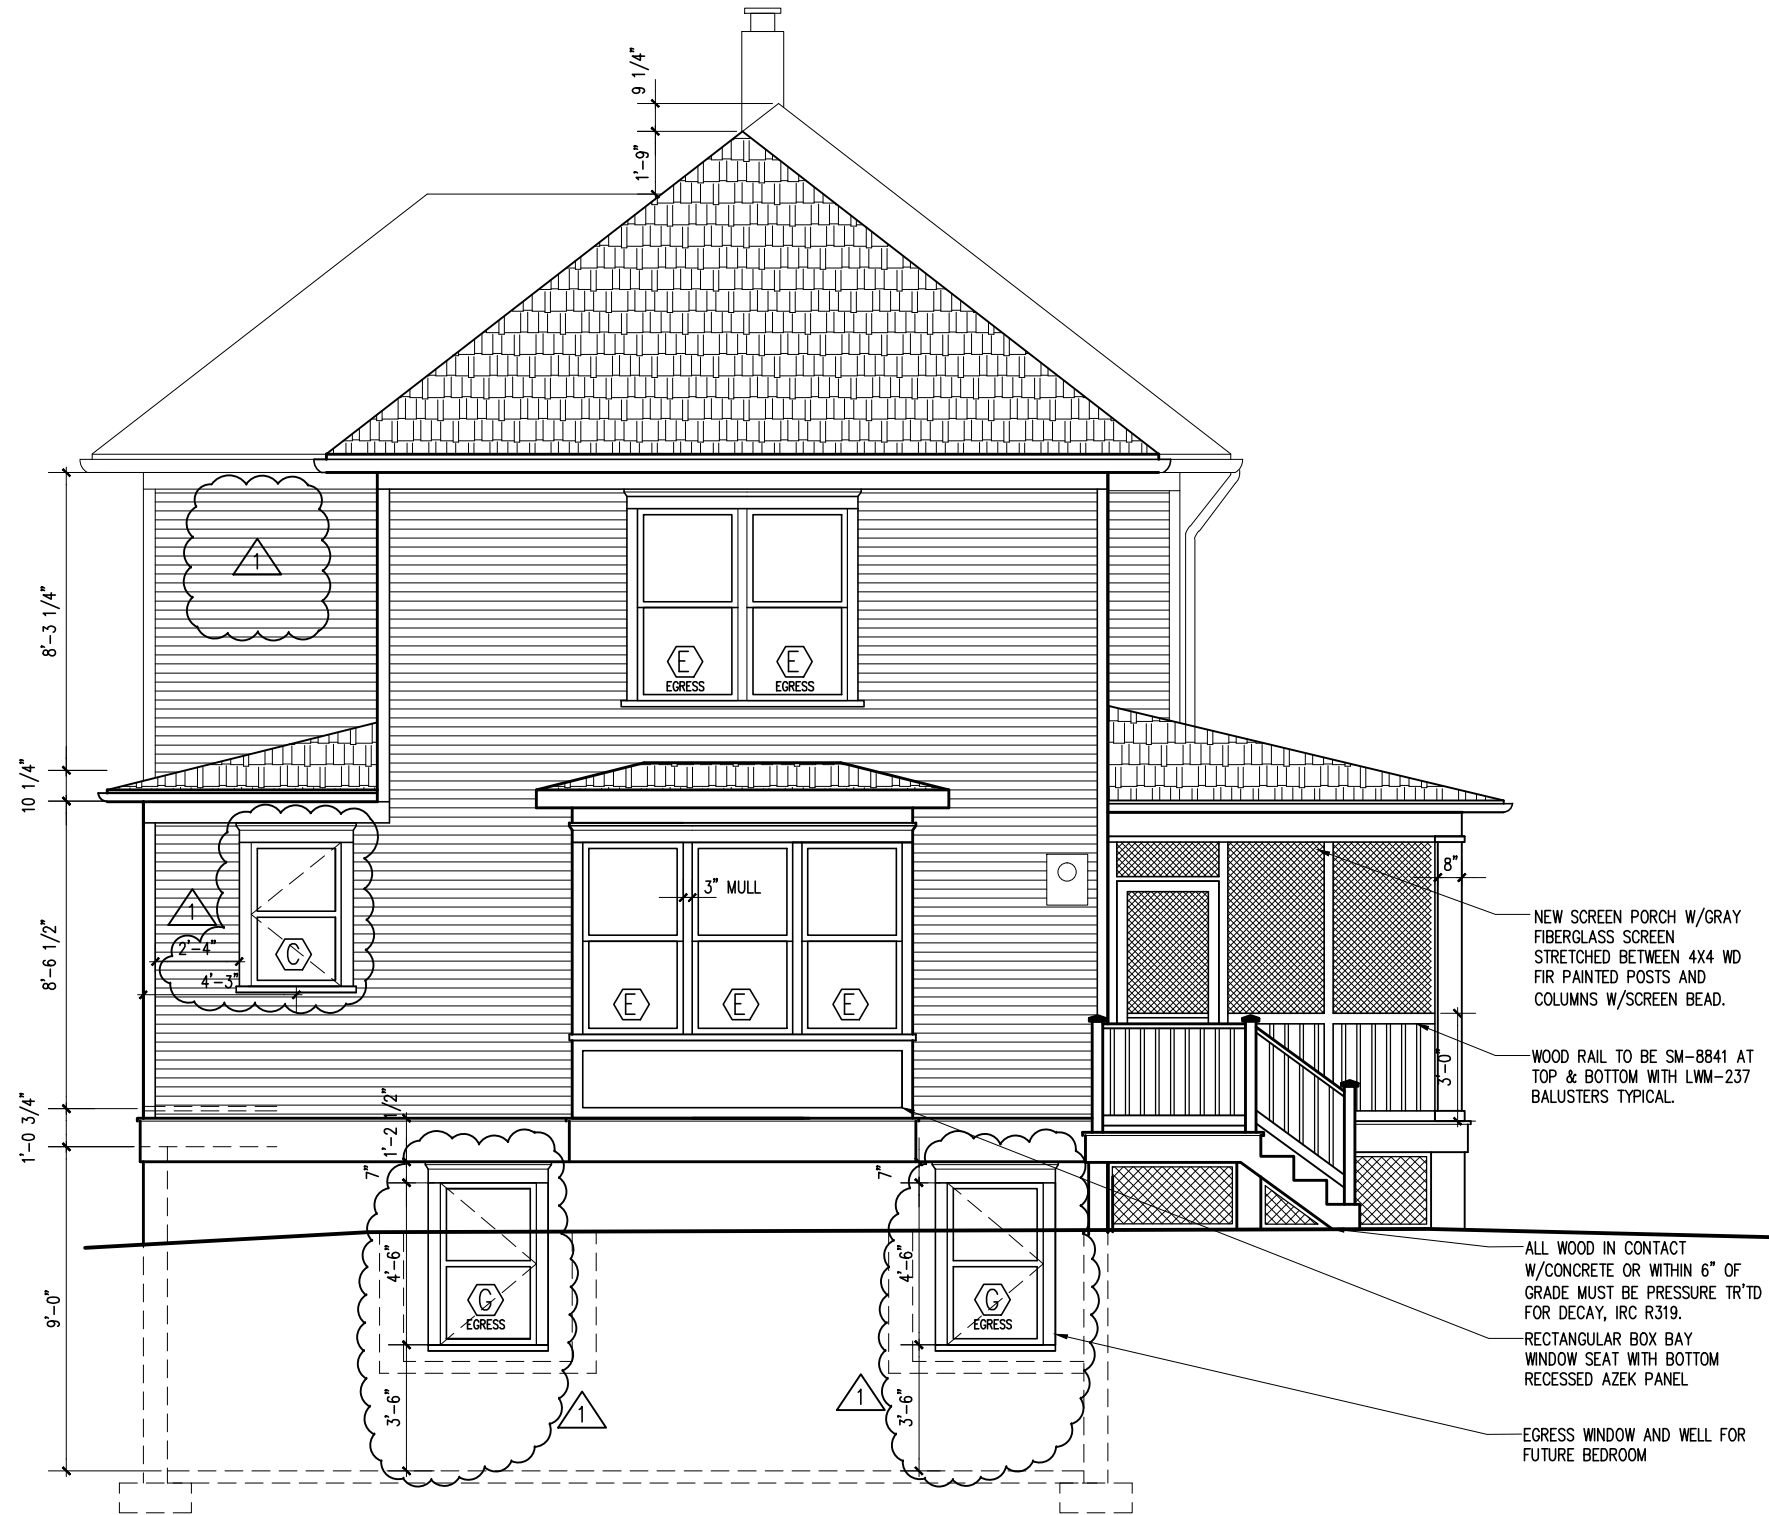 9 1/4"
1'-9"
1
8'-3 1/4"
E
EGRESS
E
EGRESS
10 1/4"
8"
3" MULL
1
2'-4"
4'-3"
C
8'-6 1/2"
E
E
E
NEW SCREEN PORCH W/GRAY
FIBERGLASS SCREEN
STRETCHED BETWEEN 4X4 WD
FIR PAINTED POSTS AND
COLUMNS W/SCREEN BEAD.
3'-0"
WOOD RAIL TO BE SM-8841 AT
TOP & BOTTOM WITH LWM-237
BALUSTERS TYPICAL.
1'-0 3/4"
1'-2 1/2"
7"
7"
4'-6"
4'-6"
G
EGRESS
G
EGRESS
ALL WOOD IN CONTACT
W/CONCRETE OR WITHIN 6" OF
GRADE MUST BE PRESSURE TR'TD
FOR DECAY, IRC R319.
RECTANGULAR BOX BAY
WINDOW SEAT WITH BOTTOM
RECESSED AZEK PANEL
9'-0"
3'-6"
1
1
3'-6"
EGRESS WINDOW AND WELL FOR
FUTURE BEDROOM